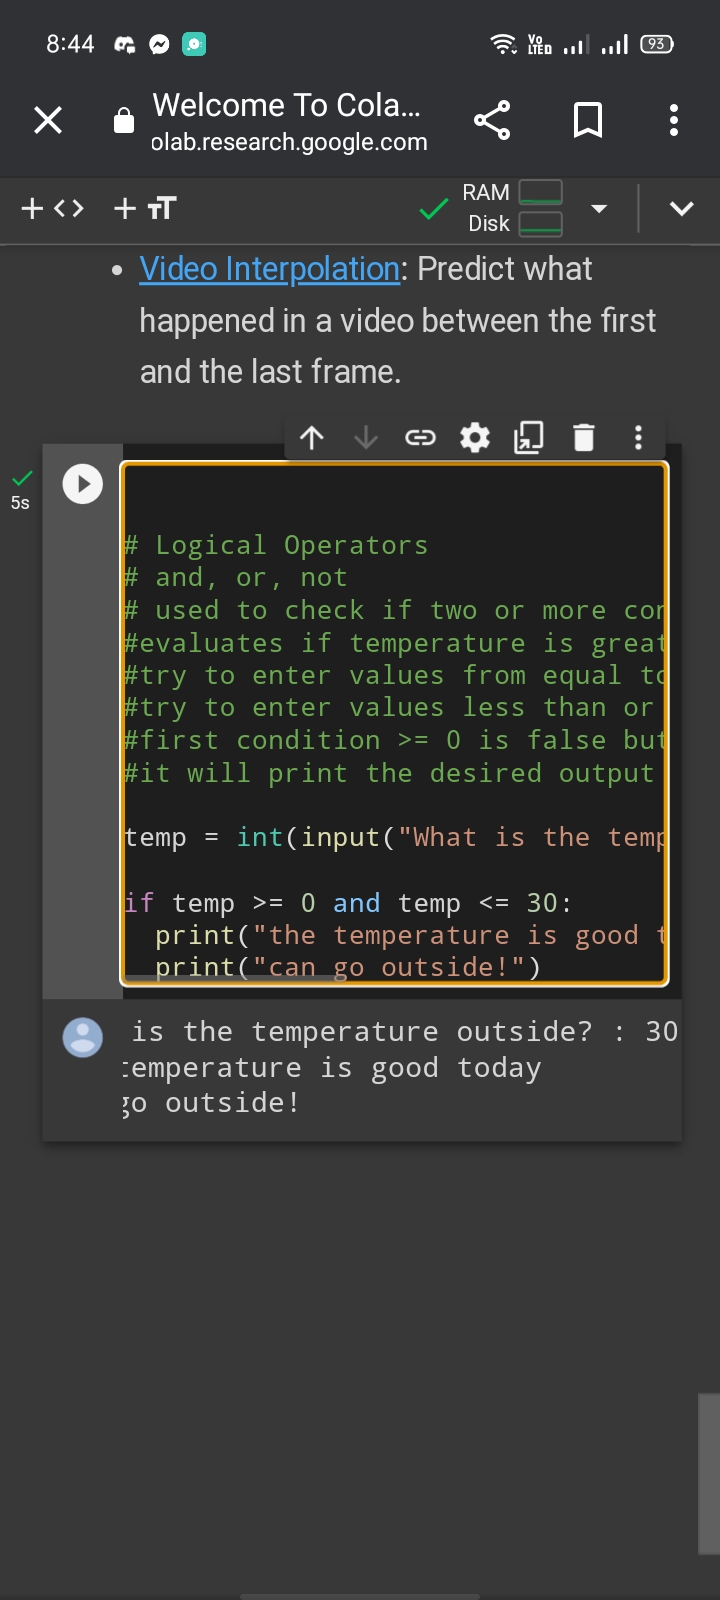 8:44
Vo LTED
93
Welcome To Cola...
olab.research.google.com
+ <> + TT
RAM
Disk
• Video Interpolation: Predict what
happened in a video between the first
and the last frame.
5s
# Logical Operators
# and, or, not
# used to check if two or more con
#evaluates if temperature is great
#try to enter values from equal to
#try to enter values less than or
#first condition >= 0 is false but
#it will print the desired output
temp = int(input("What is the temp
if temp >= 0 and temp <= 30:
print("the temperature is good t
print("can go outside!")
is the temperature outside? : 30
temperature is good today
go outside!